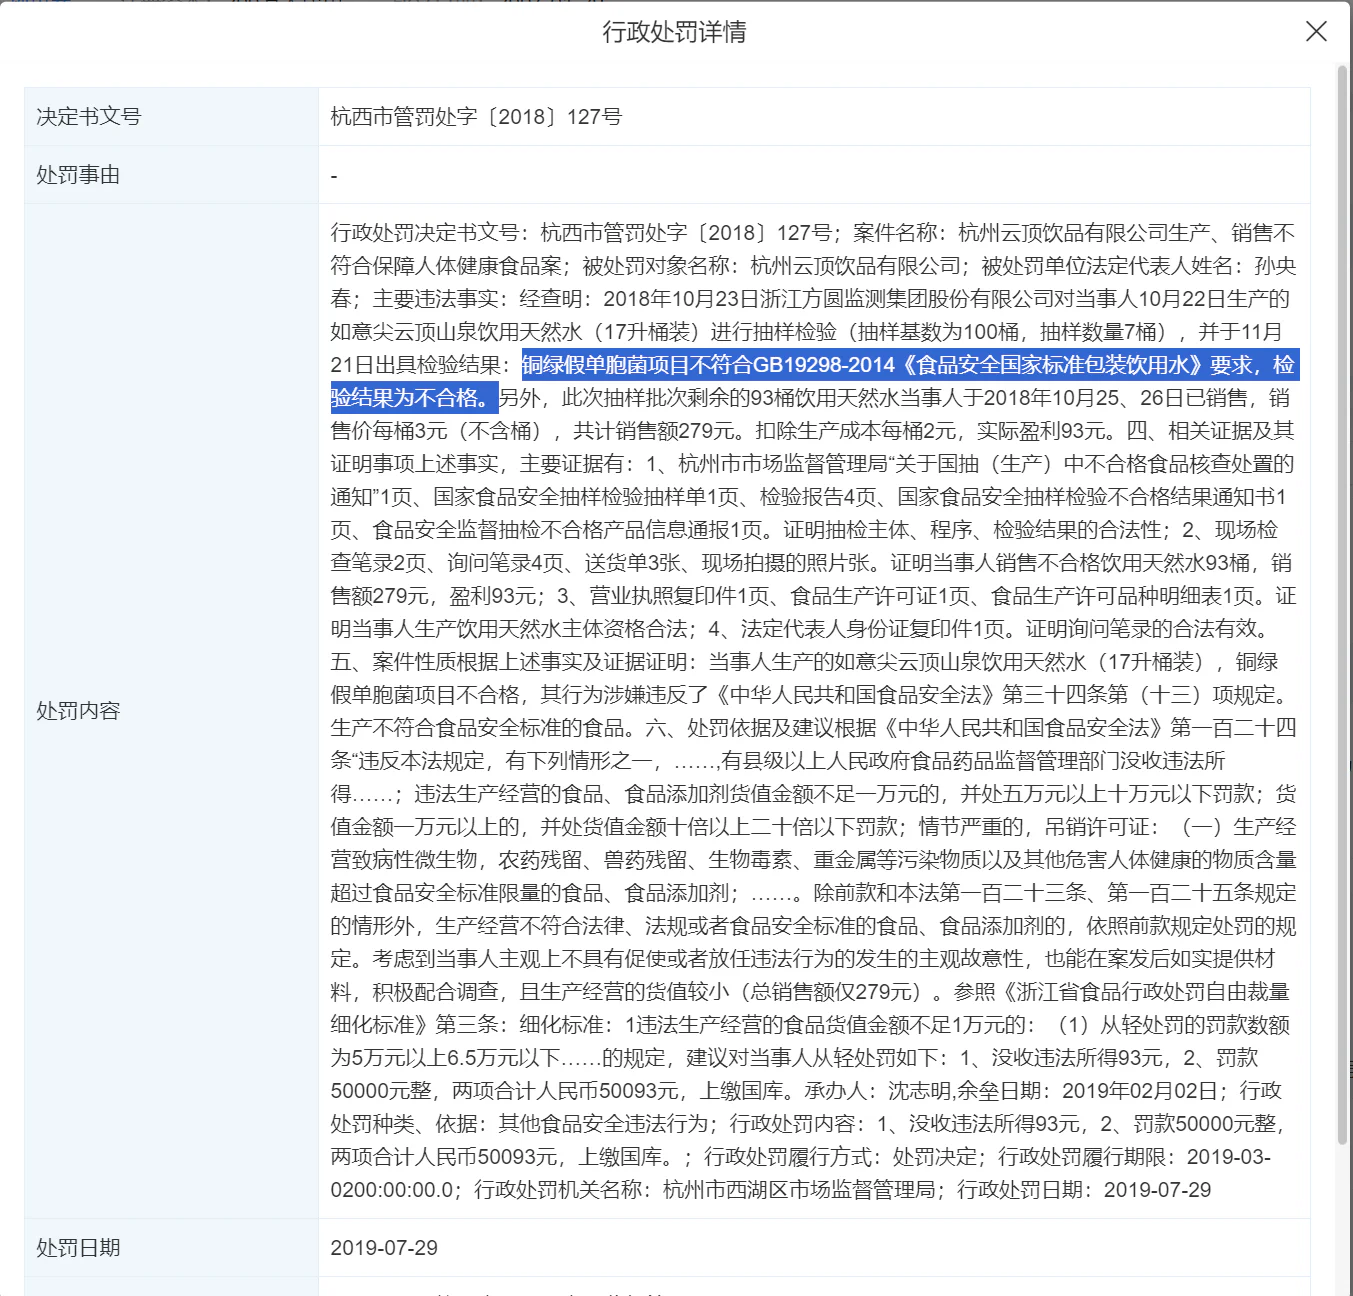 行政处罚详情
决定书文号
杭西市管罚处字〔2018〕127号
处罚事由
-
处罚内容
行政处罚决定书文号：杭西市管罚处字〔2018〕127号；案件名称：杭州云顶饮品有限公司生产、销售不
符合保障人体健康食品案；被处罚对象名称：杭州云顶饮品有限公司；被处罚单位法定代表人姓名：孙央
春；主要违法事实：经查明：2018年10月23日浙江方圆监测集团股份有限公司对当事人10月22日生产的
如意尖云顶山泉饮用天然水（17升桶装）进行抽样检验（抽样基数为100桶，抽样数量7桶），并于11月
21日出具检验结果：铜绿假单胞菌项目不符合GB19298-2014《食品安全国家标准包装饮用水》要求，检
验结果为不合格。另外，此次抽样批次剩余的93桶饮用天然水当事人于2018年10月25、26日已销售，销
售价每桶3元（不含桶），共计销售额279元。扣除生产成本每桶2元，实际盈利93元。四、相关证据及其
证明事项上述事实，主要证据有：1、杭州市市场监督管理局“关于国抽（生产）中不合格食品核查处置的
通知”1页、国家食品安全抽样检验抽样单1页、检验报告4页、国家食品安全抽样检验不合格结果通知书1
页、食品安全监督抽检不合格产品信息通报1页。证明抽检主体、程序、检验结果的合法性；2、现场检
查笔录2页、询问笔录4页、送货单3张、现场拍摄的照片张。证明当事人销售不合格饮用天然水93桶，销
售额279元，盈利93元；3、营业执照复印件1页、食品生产许可证1页、食品生产许可品种明细表1页。证
明当事人生产饮用天然水主体资格合法；4、法定代表人身份证复印件1页。证明询问笔录的合法有效。
五、案件性质根据上述事实及证据证明：当事人生产的如意尖云顶山泉饮用天然水（17升桶装），铜绿
假单胞菌项目不合格，其行为涉嫌违反了《中华人民共和国食品安全法》第三十四条第（十三）项规定。
生产不符合食品安全标准的食品。六、处罚依据及建议根据《中华人民共和国食品安全法》第一百二十四
条“违反本法规定，有下列情形之一，……,有县级以上人民政府食品药品监督管理部门没收违法所
得……；违法生产经营的食品、食品添加剂货值金额不足一万元的，并处五万元以上十万元以下罚款；货
值金额一万元以上的，并处货值金额十倍以上二十倍以下罚款；情节严重的，吊销许可证：（一）生产经
营致病性微生物，农药残留、兽药残留、生物毒素、重金属等污染物质以及其他危害人体健康的物质含量
超过食品安全标准限量的食品、食品添加剂；……。除前款和本法第一百二十三条、第一百二十五条规定
的情形外，生产经营不符合法律、法规或者食品安全标准的食品、食品添加剂的，依照前款规定处罚的规
定。考虑到当事人主观上不具有促使或者放任违法行为的发生的主观故意性，也能在案发后如实提供材
料，积极配合调查，且生产经营的货值较小（总销售额仅279元）。参照《浙江省食品行政处罚自由裁量
细化标准》第三条：细化标准：1违法生产经营的食品货值金额不足1万元的：（1）从轻处罚的罚款数额
为5万元以上6.5万元以下……的规定，建议对当事人从轻处罚如下：1、没收违法所得93元，2、罚款
50000元整，两项合计人民币50093元，上缴国库。承办人：沈志明,余垒日期：2019年02月02日；行政
处罚种类、依据：其他食品安全违法行为；行政处罚内容：1、没收违法所得93元，2、罚款50000元整，
两项合计人民币50093元，上缴国库。；行政处罚履行方式：处罚决定；行政处罚履行期限：2019-03-
0200:00:00.0；行政处罚机关名称：杭州市西湖区市场监督管理局；行政处罚日期：2019-07-29
处罚日期
2019-07-29